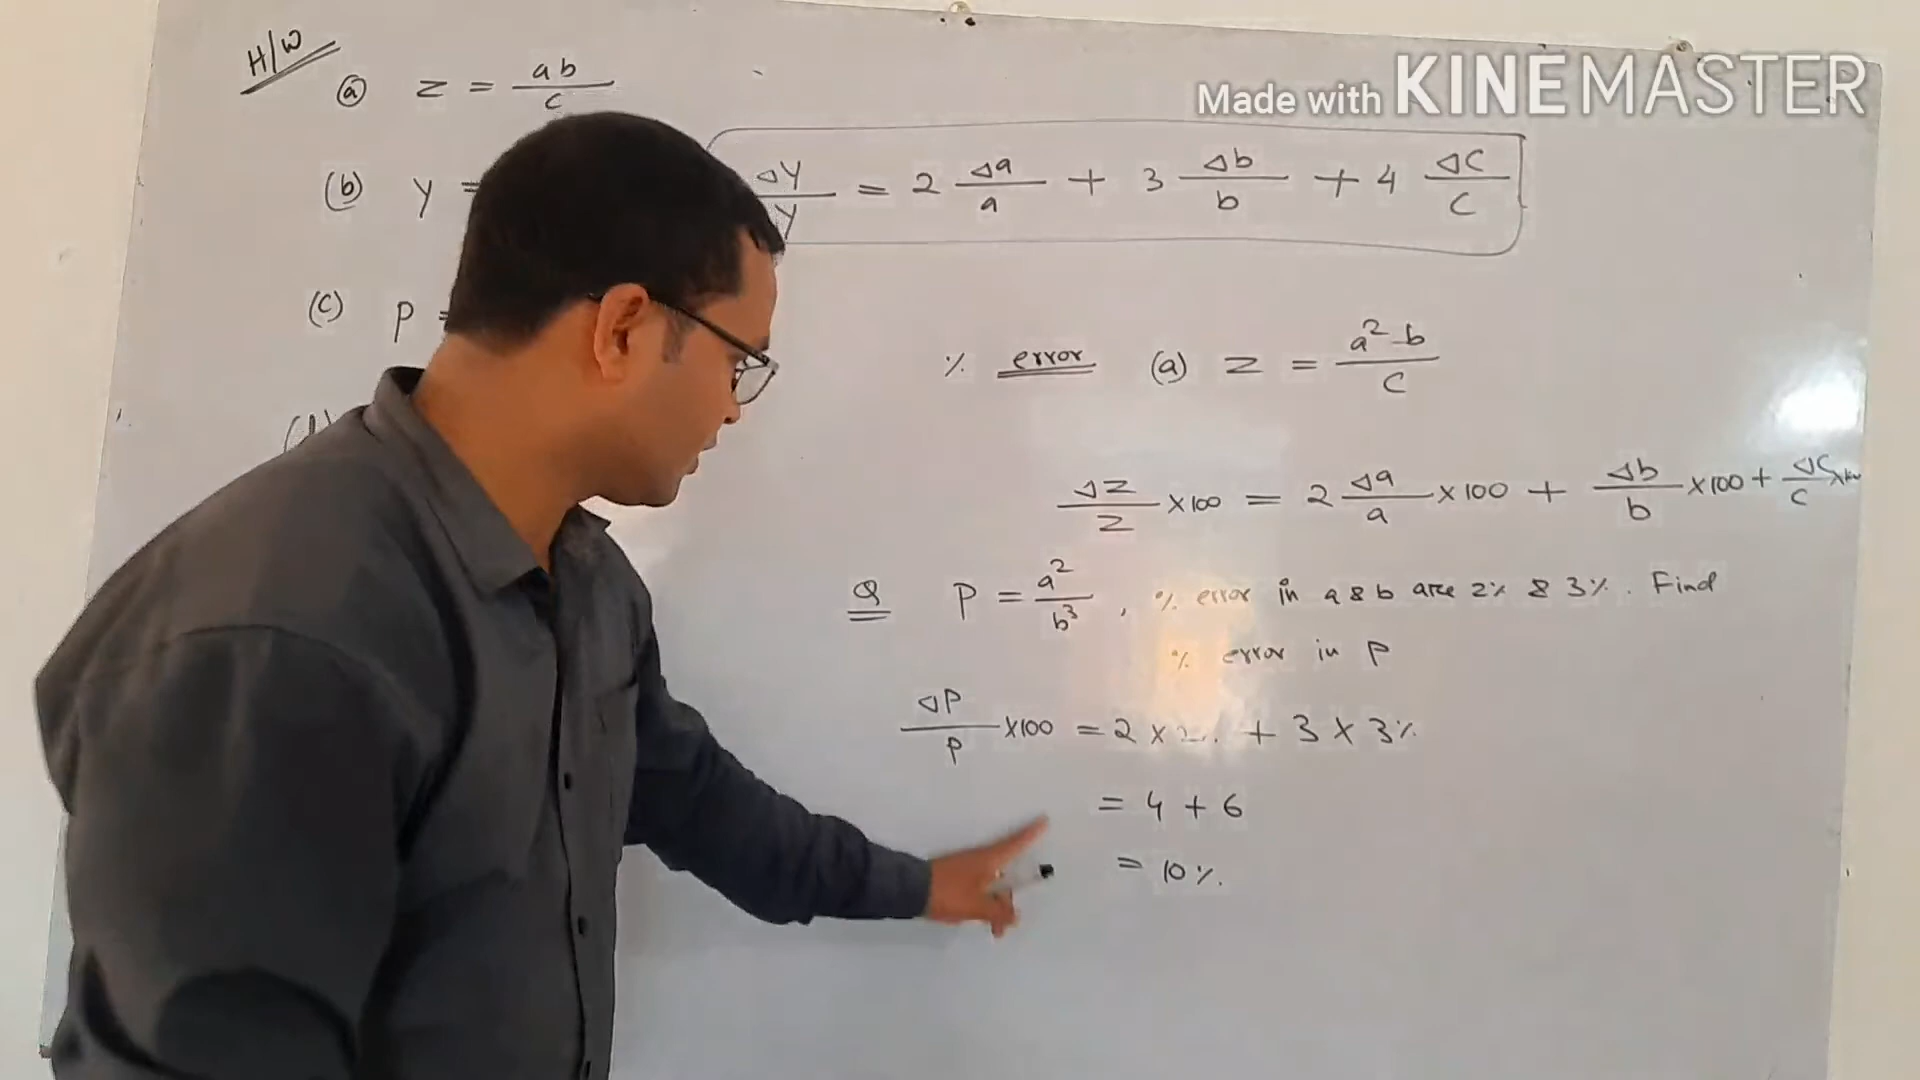 Made with KINEMASTER
H/W
(a) z = ab/c
(b) y =
ΔY/Y = 2 Δa/a + 3 Δb/b + 4 ΔC/C
(c) P =
(d)
% error (a) z = a² b/c
ΔZ/Z ×100 = 2 Δa/a ×100 + Δb/b ×100 + ΔC/C
Q P = a²/b³ , % error in a & b are 2% & 3%. Find
% error in P
ΔP/P ×100 = 2 × 2% + 3 × 3%
= 4 + 6
= 10%.